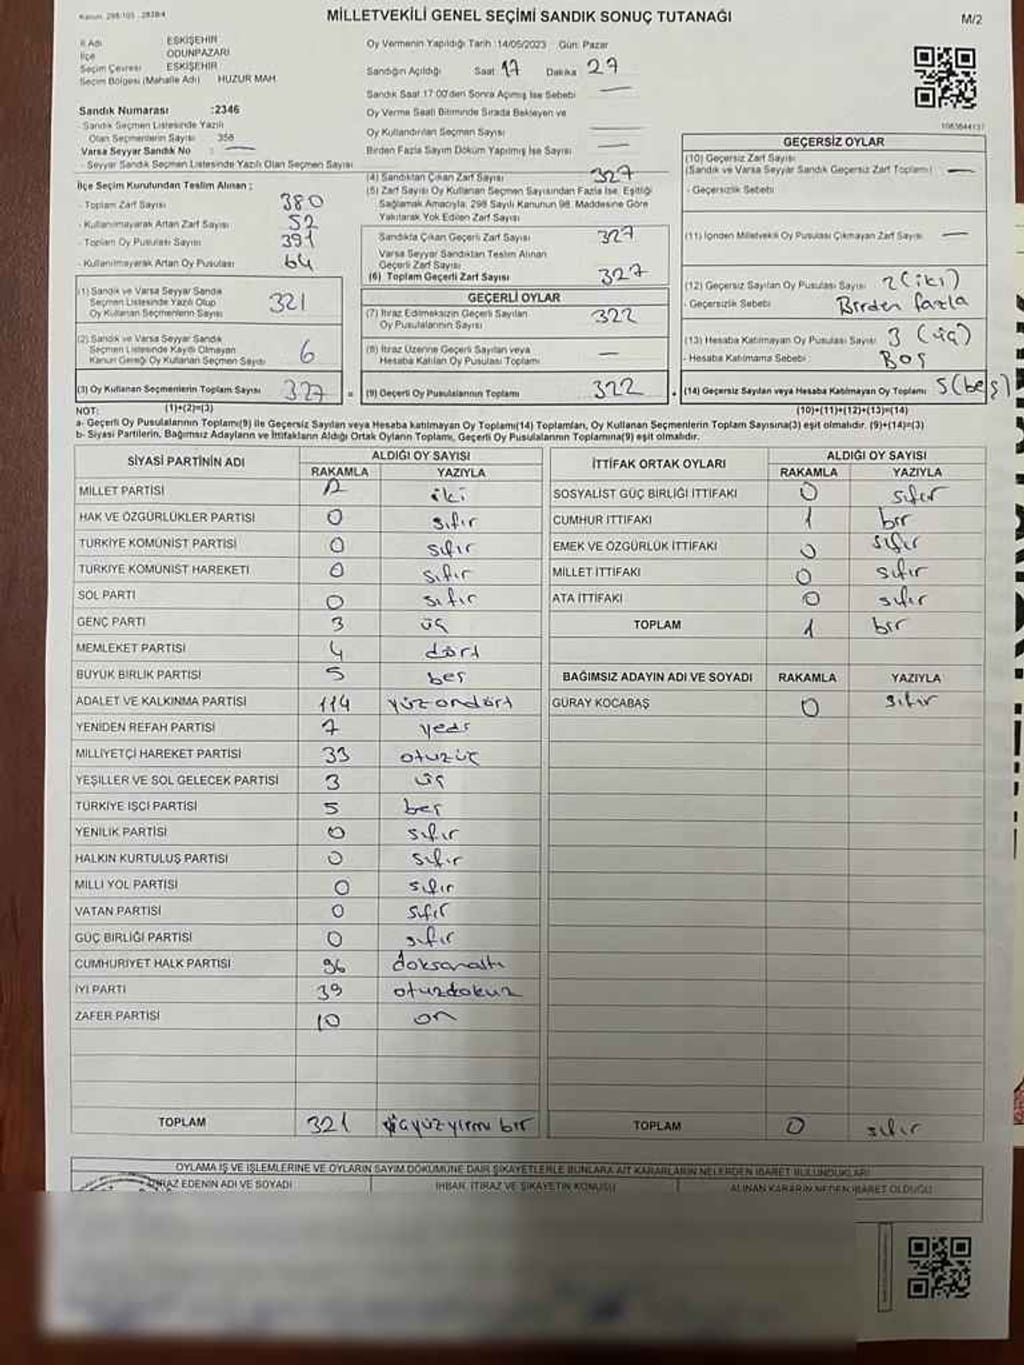 Kanun: 298/105 , 2839/4
MİLLETVEKİLİ GENEL SEÇİMİ SANDIK SONUÇ TUTANAĞI
M/2
İl Adı ESKİŞEHİR
İlçe ODUNPAZARI
Seçim Çevresi ESKİŞEHİR
Seçim Bölgesi (Mahalle Adı) HUZUR MAH.
Oy Vermenin Yapıldığı Tarih :14/05/2023 Gün: Pazar
Sandığın Açıldığı Saat 17 Dakika 27
Sandık Saat 17:00'den Sonra Açılmış İse Sebebi —
Oy Verme Saati Bitiminde Sırada Bekleyen ve
Oy Kullandırılan Seçmen Sayısı —
Birden Fazla Sayım Döküm Yapılmış İse Sayısı —
Sandık Numarası :2346
- Sandık Seçmen Listesinde Yazılı
Olan Seçmenlerin Sayısı 358
Varsa Seyyar Sandık No : —
- Seyyar Sandık Seçmen Listesinde Yazılı Olan Seçmen Sayısı
İlçe Seçim Kurulundan Teslim Alınan ;
- Toplam Zarf Sayısı 380
- Kullanılmayarak Artan Zarf Sayısı 52
- Toplam Oy Pusulası Sayısı 391
- Kullanılmayarak Artan Oy Pusulası 64
(1) Sandık ve Varsa Seyyar Sandık
Seçmen Listesinde Yazılı Olup
Oy Kullanan Seçmenlerin Sayısı 321
(2) Sandık ve Varsa Seyyar Sandık
Seçmen Listesinde Kayıtlı Olmayan
Kanun Gereği Oy Kullanan Seçmen Sayısı 6
(3) Oy Kullanan Seçmenlerin Toplam Sayısı 327 =
(1)+(2)=(3)
(4) Sandıktan Çıkan Zarf Sayısı 327
(5) Zarf Sayısı Oy Kullanan Seçmen Sayısından Fazla İse, Eşitliği
Sağlamak Amacıyla; 298 Sayılı Kanunun 98. Maddesine Göre
Yakılarak Yok Edilen Zarf Sayısı
Sandıkta Çıkan Geçerli Zarf Sayısı 327
Varsa Seyyar Sandıktan Teslim Alınan
Geçerli Zarf Sayısı
(6) Toplam Geçerli Zarf Sayısı 327
GEÇERLİ OYLAR
(7) İtiraz Edilmeksizin Geçerli Sayılan
Oy Pusulalarının Sayısı 322
(8) İtiraz Üzerine Geçerli Sayılan veya
Hesaba Katılan Oy Pusulası Toplamı —
(9) Geçerli Oy Pusulalarının Toplamı 322 +
1083644137
GEÇERSİZ OYLAR
(10) Geçersiz Zarf Sayısı
(Sandık ve Varsa Seyyar Sandık Geçersiz Zarf Toplamı) —
- Geçersizlik Sebebi
(11) İçinden Milletvekili Oy Pusulası Çıkmayan Zarf Sayısı —
(12) Geçersiz Sayılan Oy Pusulası Sayısı 2 (iki)
- Geçersizlik Sebebi Birden fazla
(13) Hesaba Katılmayan Oy Pusulası Sayısı 3 (üç)
- Hesaba Katılmama Sebebi Boş
(14) Geçersiz Sayılan veya Hesaba Katılmayan Oy Toplamı 5 (beş)
(10)+(11)+(12)+(13)=(14)
NOT:
a- Geçerli Oy Pusulalarının Toplamı(9) ile Geçersiz Sayılan veya Hesaba katılmayan Oy Toplamı(14) Toplamları, Oy Kullanan Seçmenlerin Toplam Sayısına(3) eşit olmalıdır. (9)+(14)=(3)
b- Siyasi Partilerin, Bağımsız Adayların ve İttifakların Aldığı Ortak Oyların Toplamı, Geçerli Oy Pusulalarının Toplamına(9) eşit olmalıdır.
SİYASİ PARTİNİN ADI ALDIĞI OY SAYISI
RAKAMLA YAZIYLA
MİLLET PARTİSİ 2 iki
HAK VE ÖZGÜRLÜKLER PARTİSİ 0 sıfır
TÜRKİYE KOMÜNİST PARTİSİ 0 sıfır
TÜRKİYE KOMÜNİST HAREKETİ 0 sıfır
SOL PARTİ 0 sıfır
GENÇ PARTİ 3 üç
MEMLEKET PARTİSİ 4 dört
BÜYÜK BİRLİK PARTİSİ 5 beş
ADALET VE KALKINMA PARTİSİ 114 yüzondört
YENİDEN REFAH PARTİSİ 7 yedi
MİLLİYETÇİ HAREKET PARTİSİ 33 otuzüç
YEŞİLLER VE SOL GELECEK PARTİSİ 3 üç
TÜRKİYE İŞÇİ PARTİSİ 5 beş
YENİLİK PARTİSİ 0 sıfır
HALKIN KURTULUŞ PARTİSİ 0 sıfır
MİLLİ YOL PARTİSİ 0 sıfır
VATAN PARTİSİ 0 sıfır
GÜÇ BİRLİĞİ PARTİSİ 0 sıfır
CUMHURİYET HALK PARTİSİ 96 doksanaltı
İYİ PARTİ 39 otuzdokuz
ZAFER PARTİSİ 10 on
TOPLAM 321 üçyüzyirmi bir
İTTİFAK ORTAK OYLARI ALDIĞI OY SAYISI
RAKAMLA YAZIYLA
SOSYALİST GÜÇ BİRLİĞİ İTTİFAKI 0 sıfır
CUMHUR İTTİFAKI 1 bir
EMEK VE ÖZGÜRLÜK İTTİFAKI 0 sıfır
MİLLET İTTİFAKI 0 sıfır
ATA İTTİFAKI 0 sıfır
TOPLAM 1 bir
BAĞIMSIZ ADAYIN ADI VE SOYADI RAKAMLA YAZIYLA
GÜRAY KOCABAŞ 0 sıfır
TOPLAM 0 sıfır
OYLAMA İŞ VE İŞLEMLERİNE VE OYLARIN SAYIM DÖKÜMÜNE DAİR ŞİKAYETLERLE BUNLARA AİT KARARLARIN NELERDEN İBARET BULUNDUKLARI
İTİRAZ EDENİN ADI VE SOYADI İHBAR, İTİRAZ VE ŞİKAYETİN KONUSU ALINAN KARARIN NEDEN İBARET OLDUĞU